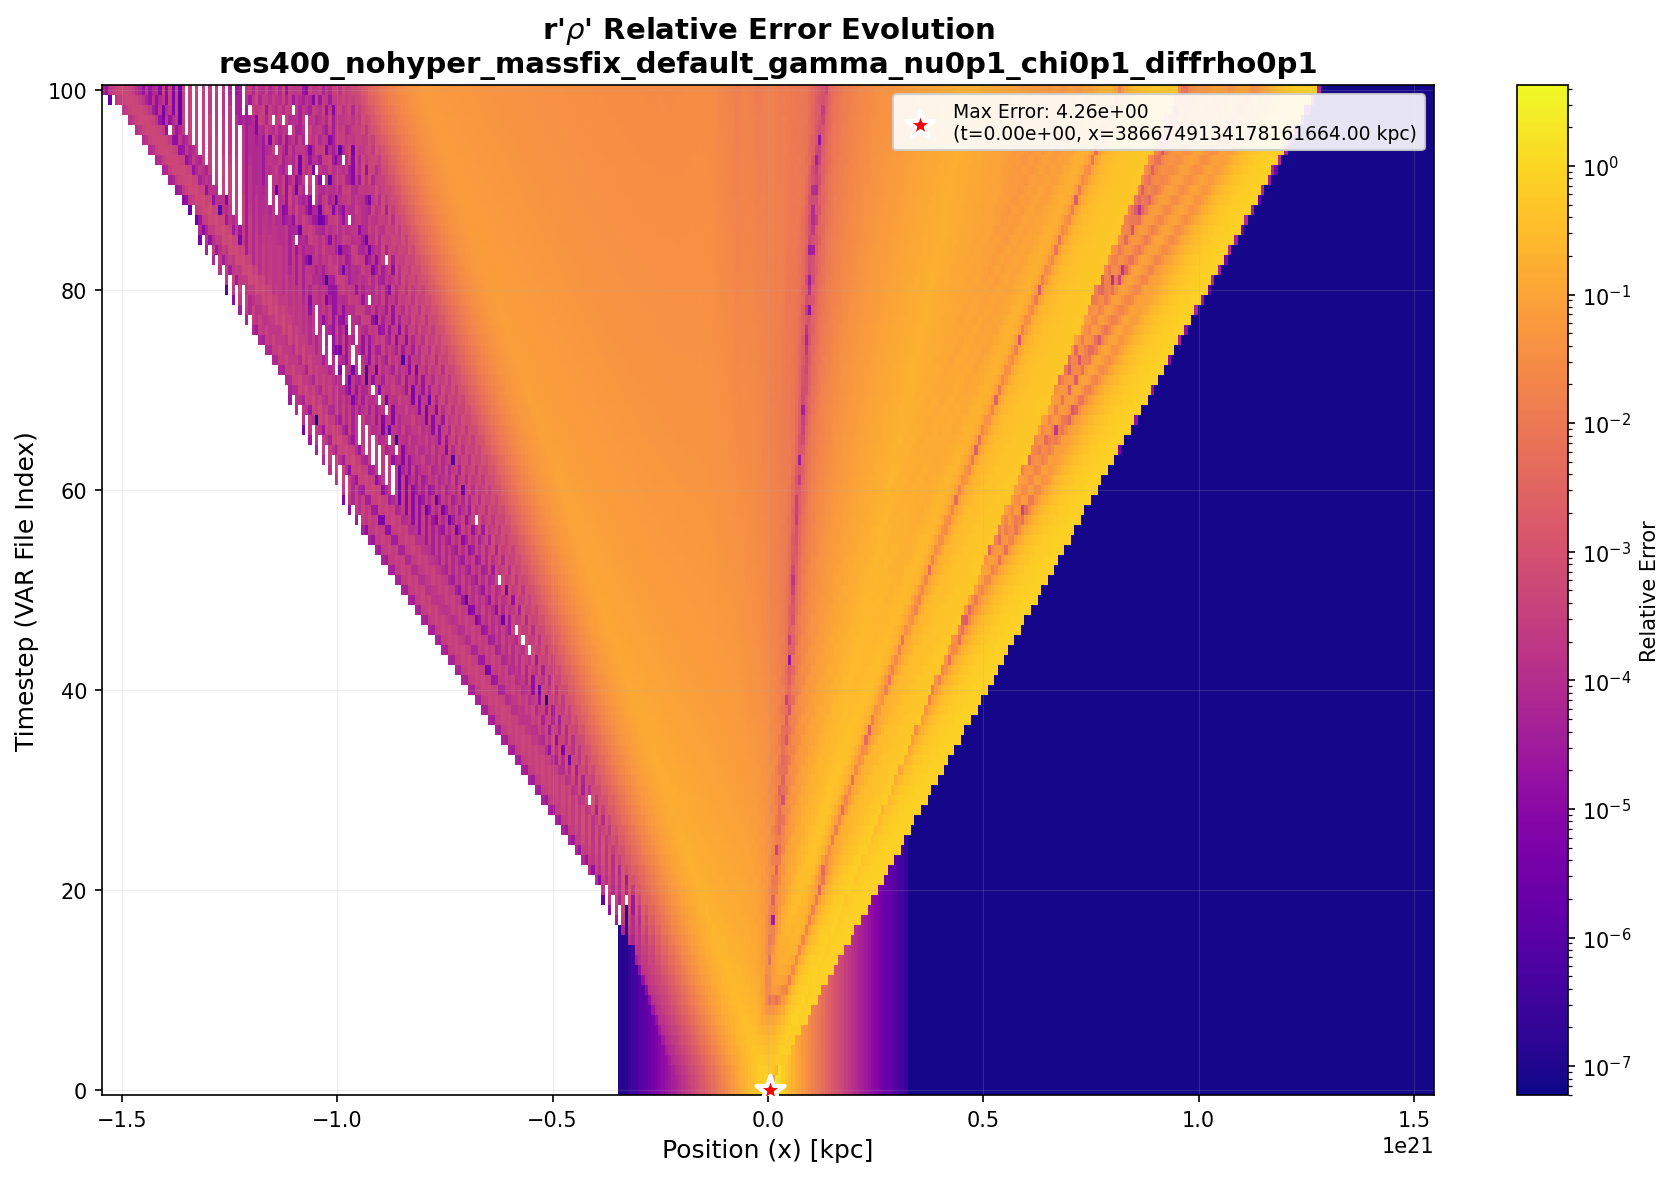 r'ρ' Relative Error Evolution
res400_nohyper_massfix_default_gamma_nu0p1_chi0p1_diffrho0p1
Max Error: 4.26e+00
(t=0.00e+00, x=3866749134178161664.00 kpc)
100
80
60
40
20
0
Timestep (VAR File Index)
−1.5
−1.0
−0.5
0.0
0.5
1.0
1.5
1e21
Position (x) [kpc]
10⁰
10⁻¹
10⁻²
10⁻³
10⁻⁴
10⁻⁵
10⁻⁶
10⁻⁷
Relative Error